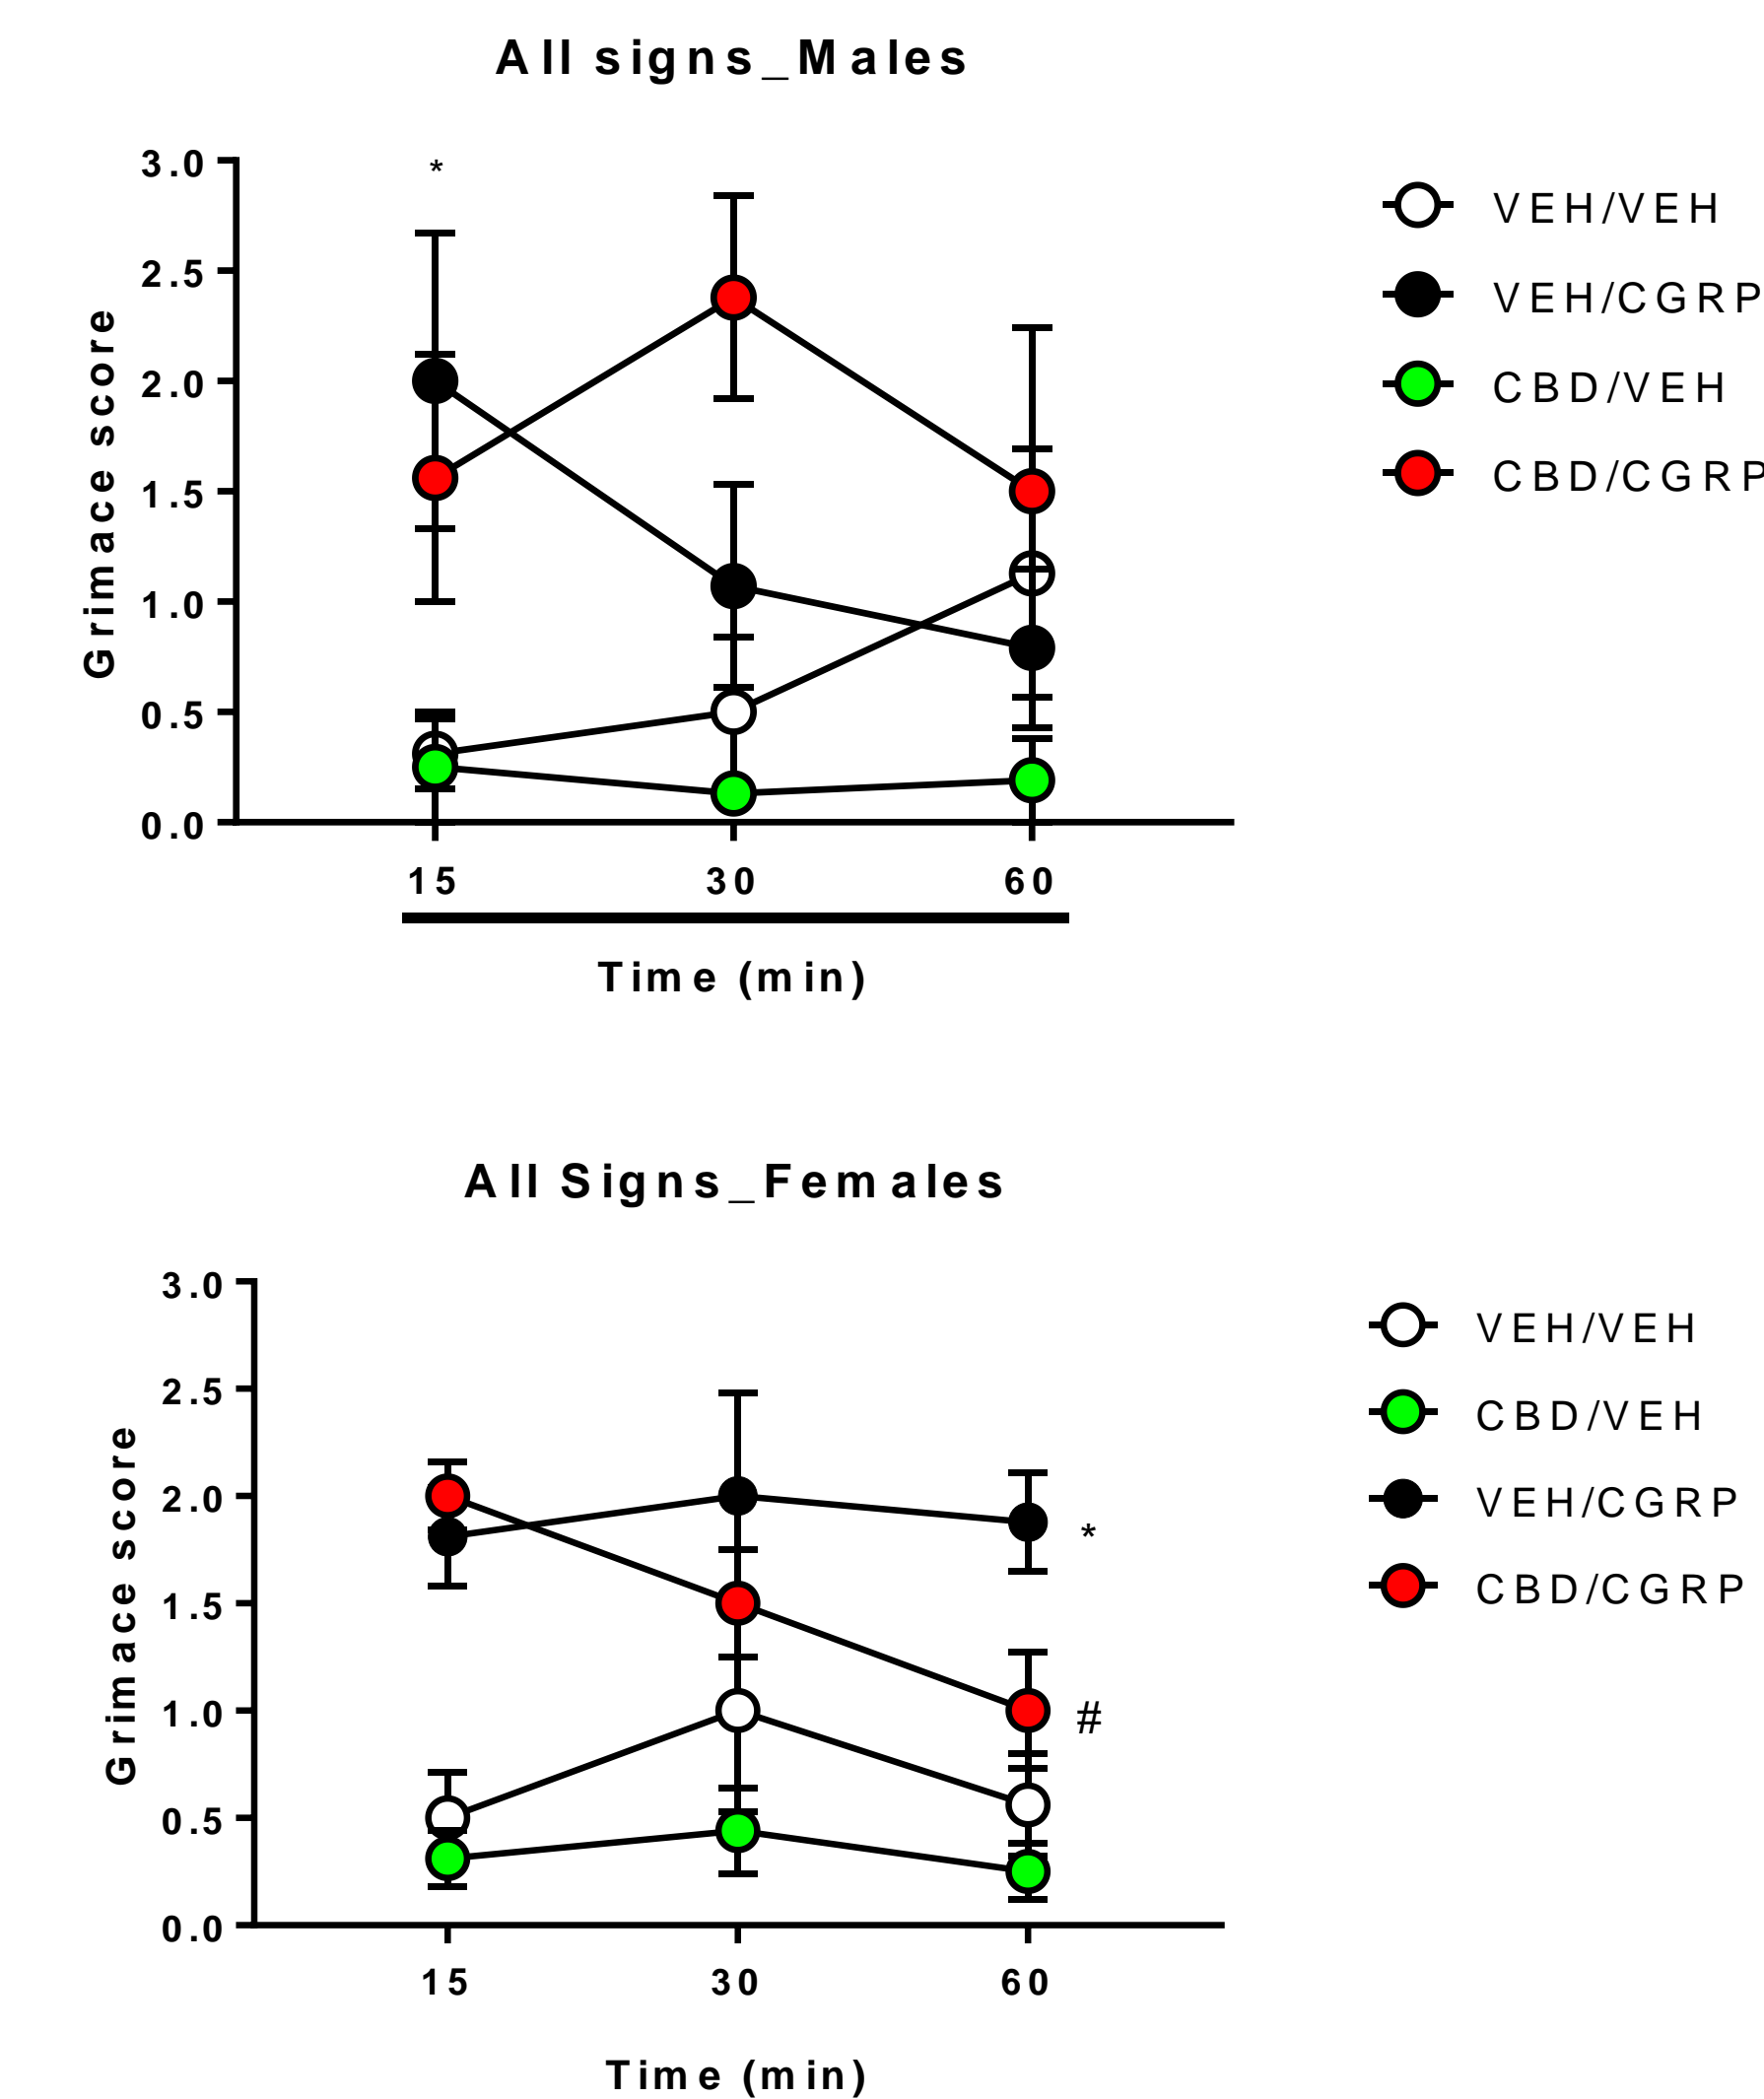 All signs_Males
*
3.0
2.5
2.0
1.5
1.0
0.5
0.0
Grimace score
15 30 60
Time (min)
VEH/VEH
VEH/CGRP
CBD/VEH
CBD/CGRP
All Signs_Females
3.0
2.5
2.0
1.5
1.0
0.5
0.0
Grimace score
*
#
15 30 60
Time (min)
VEH/VEH
CBD/VEH
VEH/CGRP
CBD/CGRP